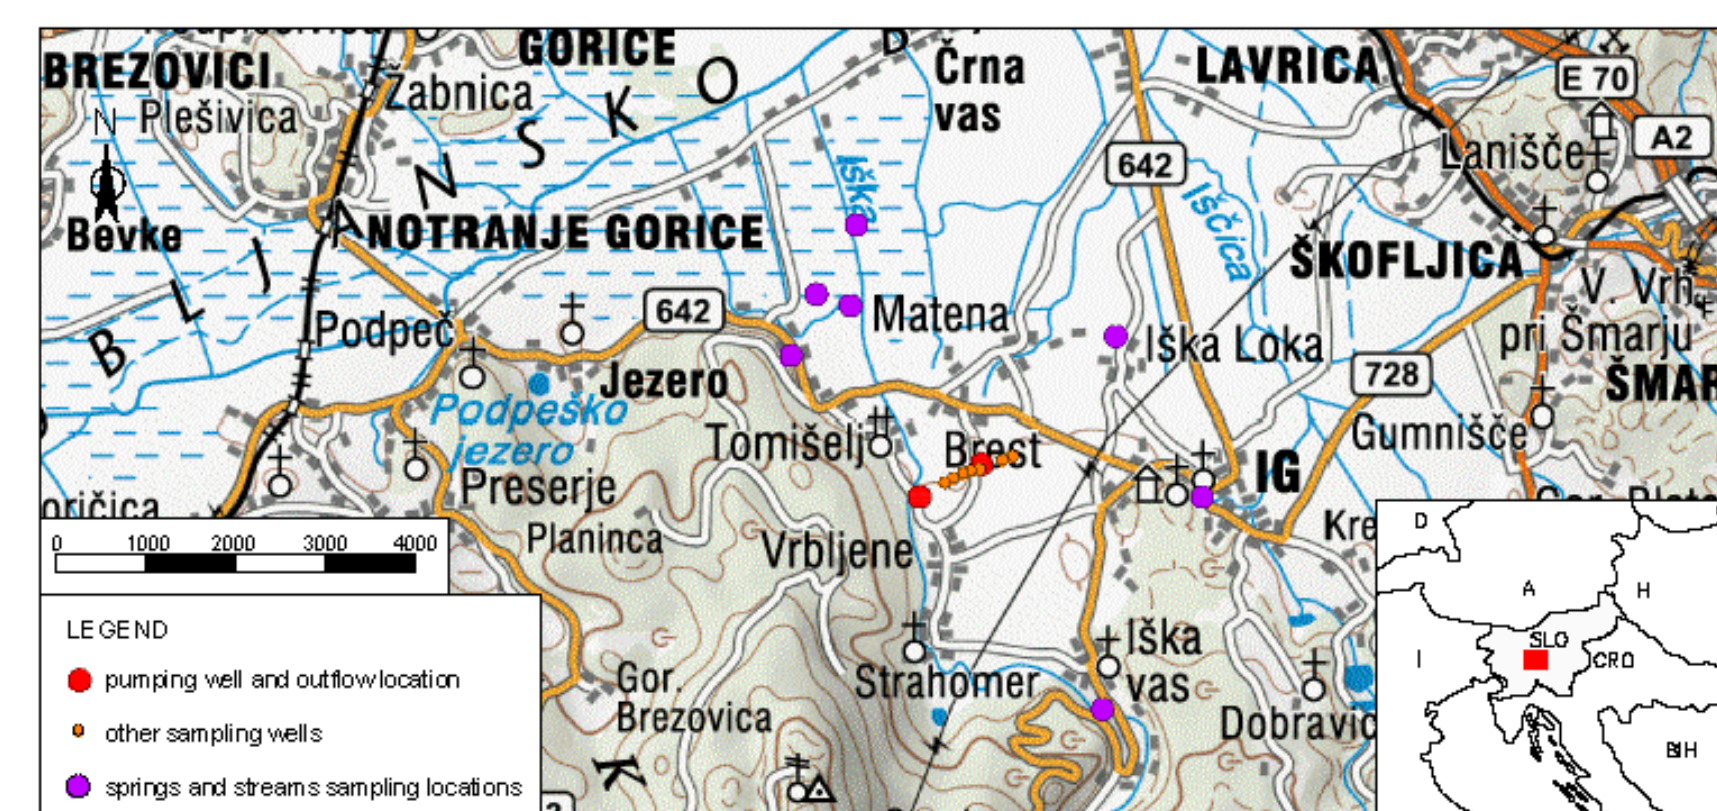 GORICE
Črna
vas
LAVRICA
E 70
BREZOVICI
Žabnica
N
Plešivica
A2
Lanišče
642
Iška
Iščica
Bevke
NOTRANJE GORICE
ŠKOFLJICA
B L J A N S K O
D
V. Vrh
pri Šmarju
Podpeč
642
Matena
Iška Loka
728
ŠMAR
Jezero
Podpeško
jezero
Tomišelj
Brest
Gumnišče
IG
Preserje
Planinca
Vrbljene
Kre
oričica
0 1000 2000 3000 4000
LEGEND
pumping well and outflow location
other sampling wells
springs and streams sampling locations
Gor.
Brezovica
K
Strahomer
Iška
vas
Dobravic
D
A
H
SLO
I
CRO
BIH